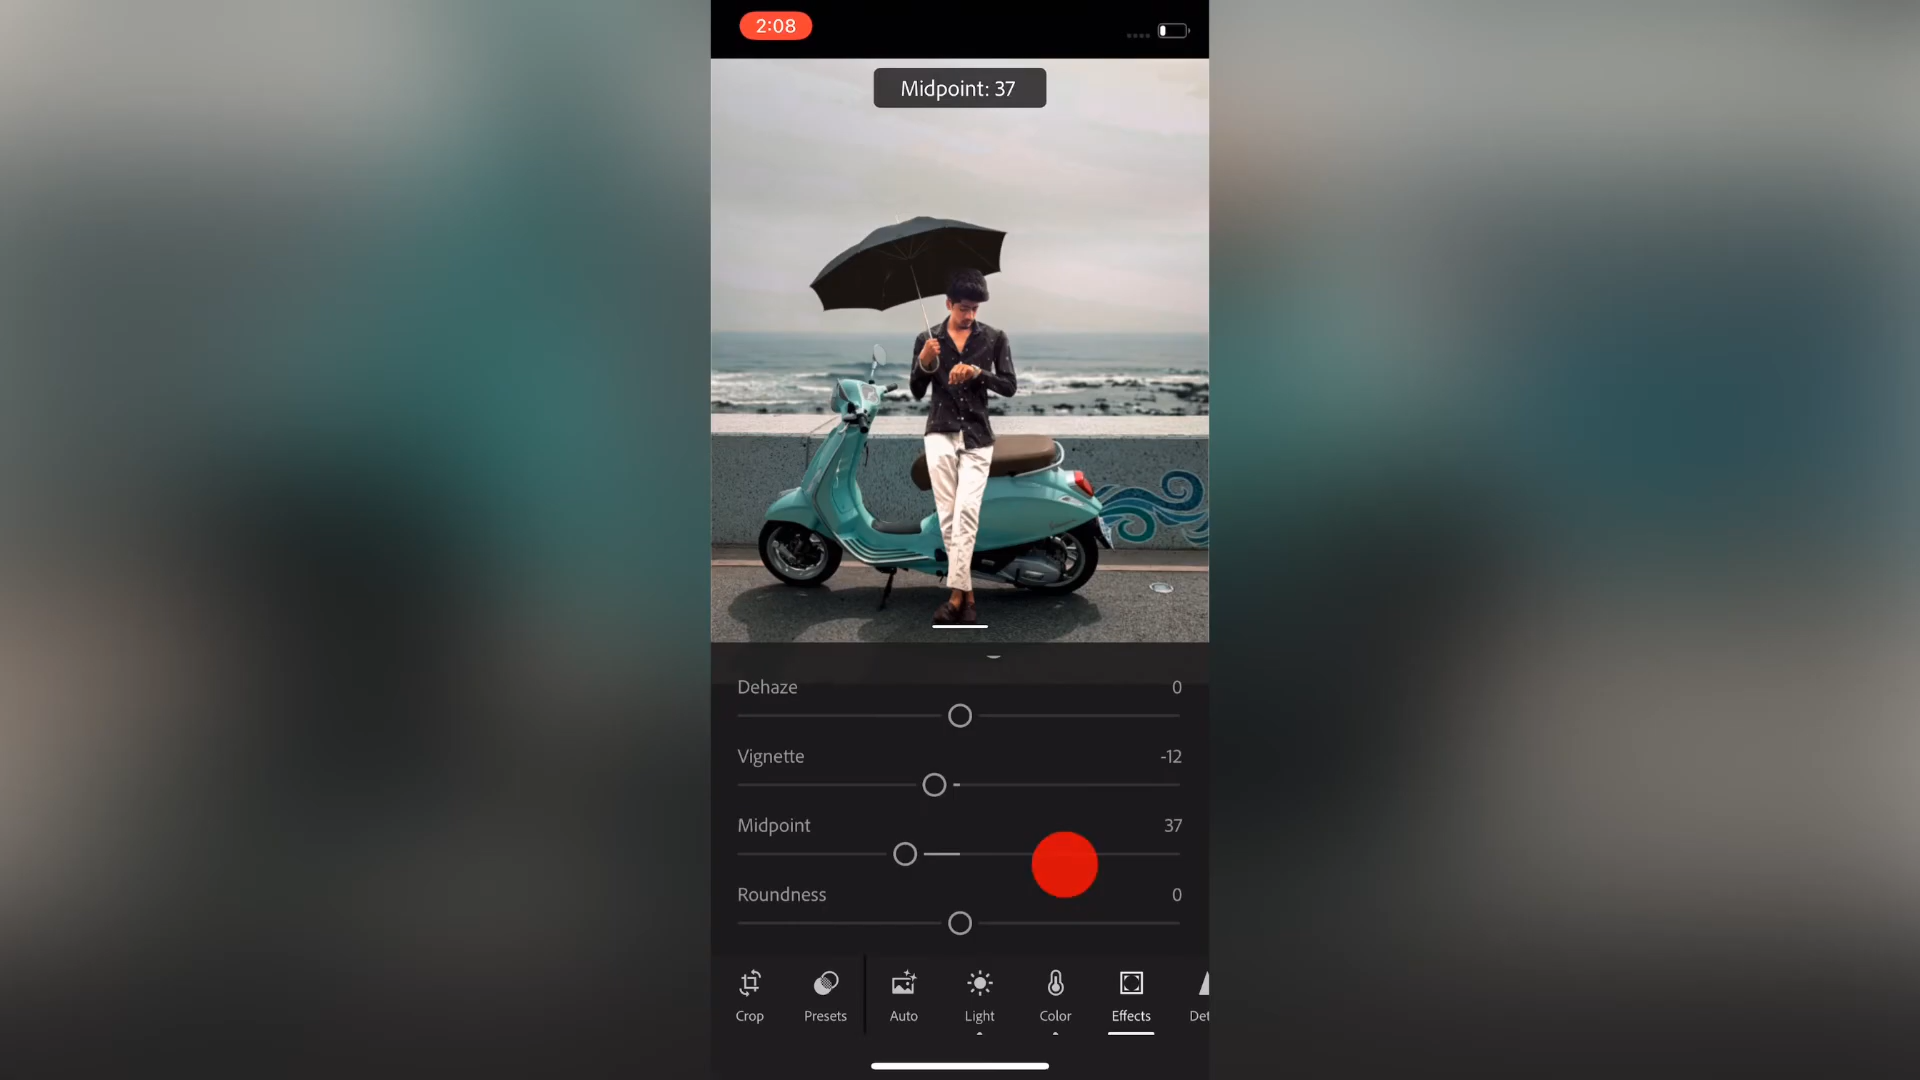 2:08
Midpoint: 37
Dehaze 0
Vignette -12
Midpoint 37
Roundness 0
Crop Presets Auto Light Color Effects Det